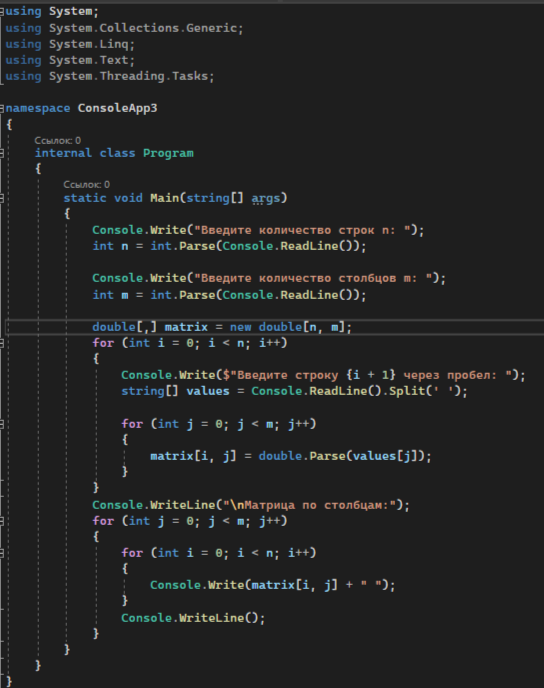 using System;
using System.Collections.Generic;
using System.Linq;
using System.Text;
using System.Threading.Tasks;
namespace ConsoleApp3
{
Ссылок: 0
internal class Program
{
Ссылок: 0
static void Main(string[] args)
{
Console.Write("Введите количество строк n: ");
int n = int.Parse(Console.ReadLine());
Console.Write("Введите количество столбцов m: ");
int m = int.Parse(Console.ReadLine());
double[,] matrix = new double[n, m];
for (int i = 0; i < n; i++)
{
Console.Write($"Введите строку {i + 1} через пробел: ");
string[] values = Console.ReadLine().Split(' ');
for (int j = 0; j < m; j++)
{
matrix[i, j] = double.Parse(values[j]);
}
}
Console.WriteLine("\nМатрица по столбцам:");
for (int j = 0; j < m; j++)
{
for (int i = 0; i < n; i++)
{
Console.Write(matrix[i, j] + " ");
}
Console.WriteLine();
}
}
}
}